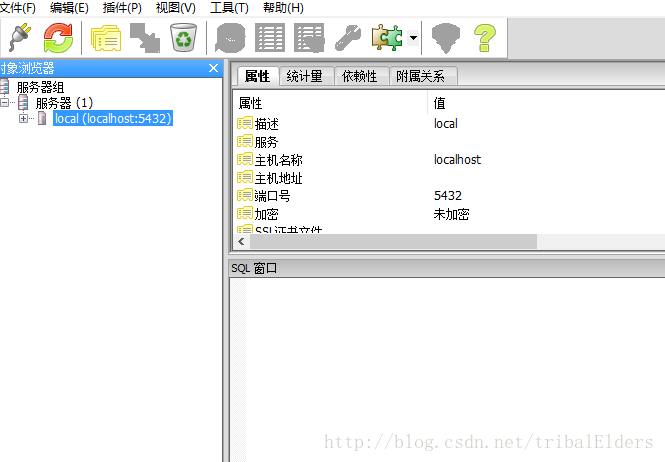 文件(F) 编辑(E) 插件(P) 视图(V) 工具(T) 帮助(H)
对象浏览器
服务器组
服务器 (1)
local (localhost:5432)
属性 统计量 依赖性 附属关系
属性 值
描述 local
服务
主机名称 localhost
主机地址
端口号 5432
加密 未加密
SSL证书文件
SQL 窗口
http://blog.csdn.net/tribalElders